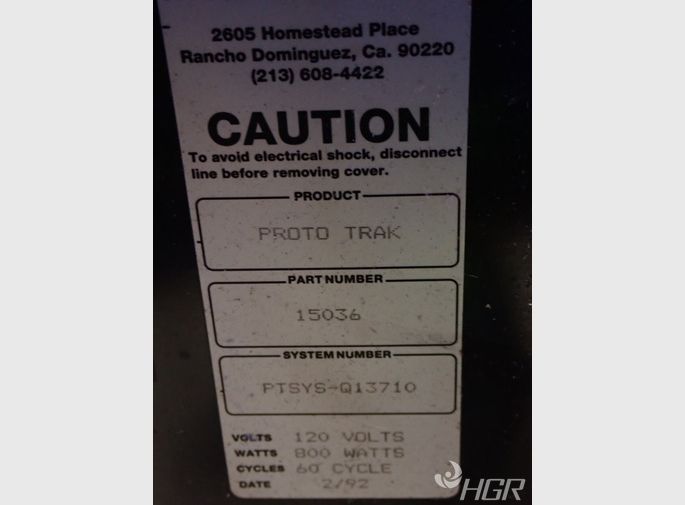 2605 Homestead Place
Rancho Dominguez, Ca. 90220
(213) 608-4422
CAUTION
To avoid electrical shock, disconnect
line before removing cover.
PRODUCT
PROTO TRAK
PART NUMBER
15036
SYSTEM NUMBER
PTSYS-Q13710
VOLTS 120 VOLTS
WATTS 800 WATTS
CYCLES 60 CYCLE
DATE 2/92
HGR